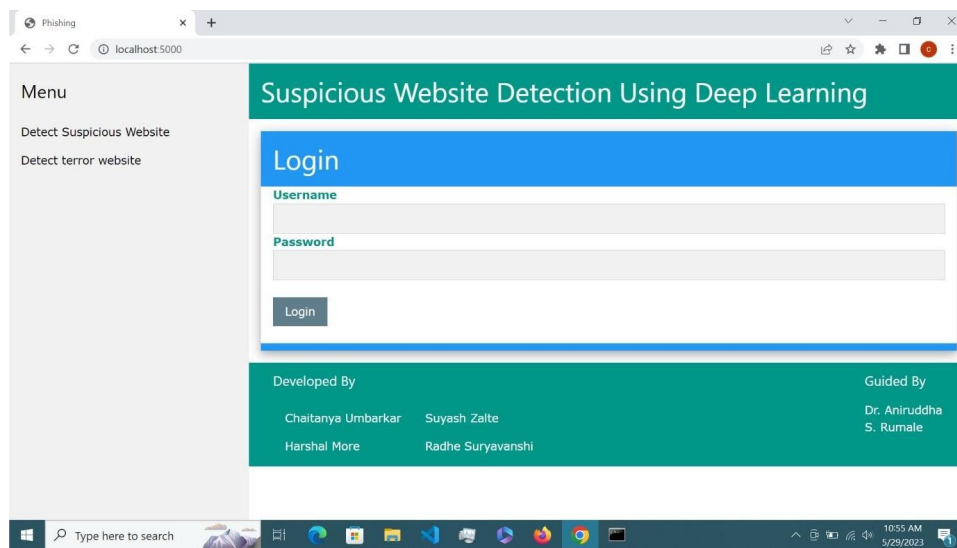 Phishing
localhost:5000
C
Menu
Detect Suspicious Website
Detect terror website
Suspicious Website Detection Using Deep Learning
Login
Username
Password
Login
Developed By
Chaitanya Umbarkar Suyash Zalte
Harshal More Radhe Suryavanshi
Guided By
Dr. Aniruddha
S. Rumale
Type here to search
10:55 AM
5/29/2023
1